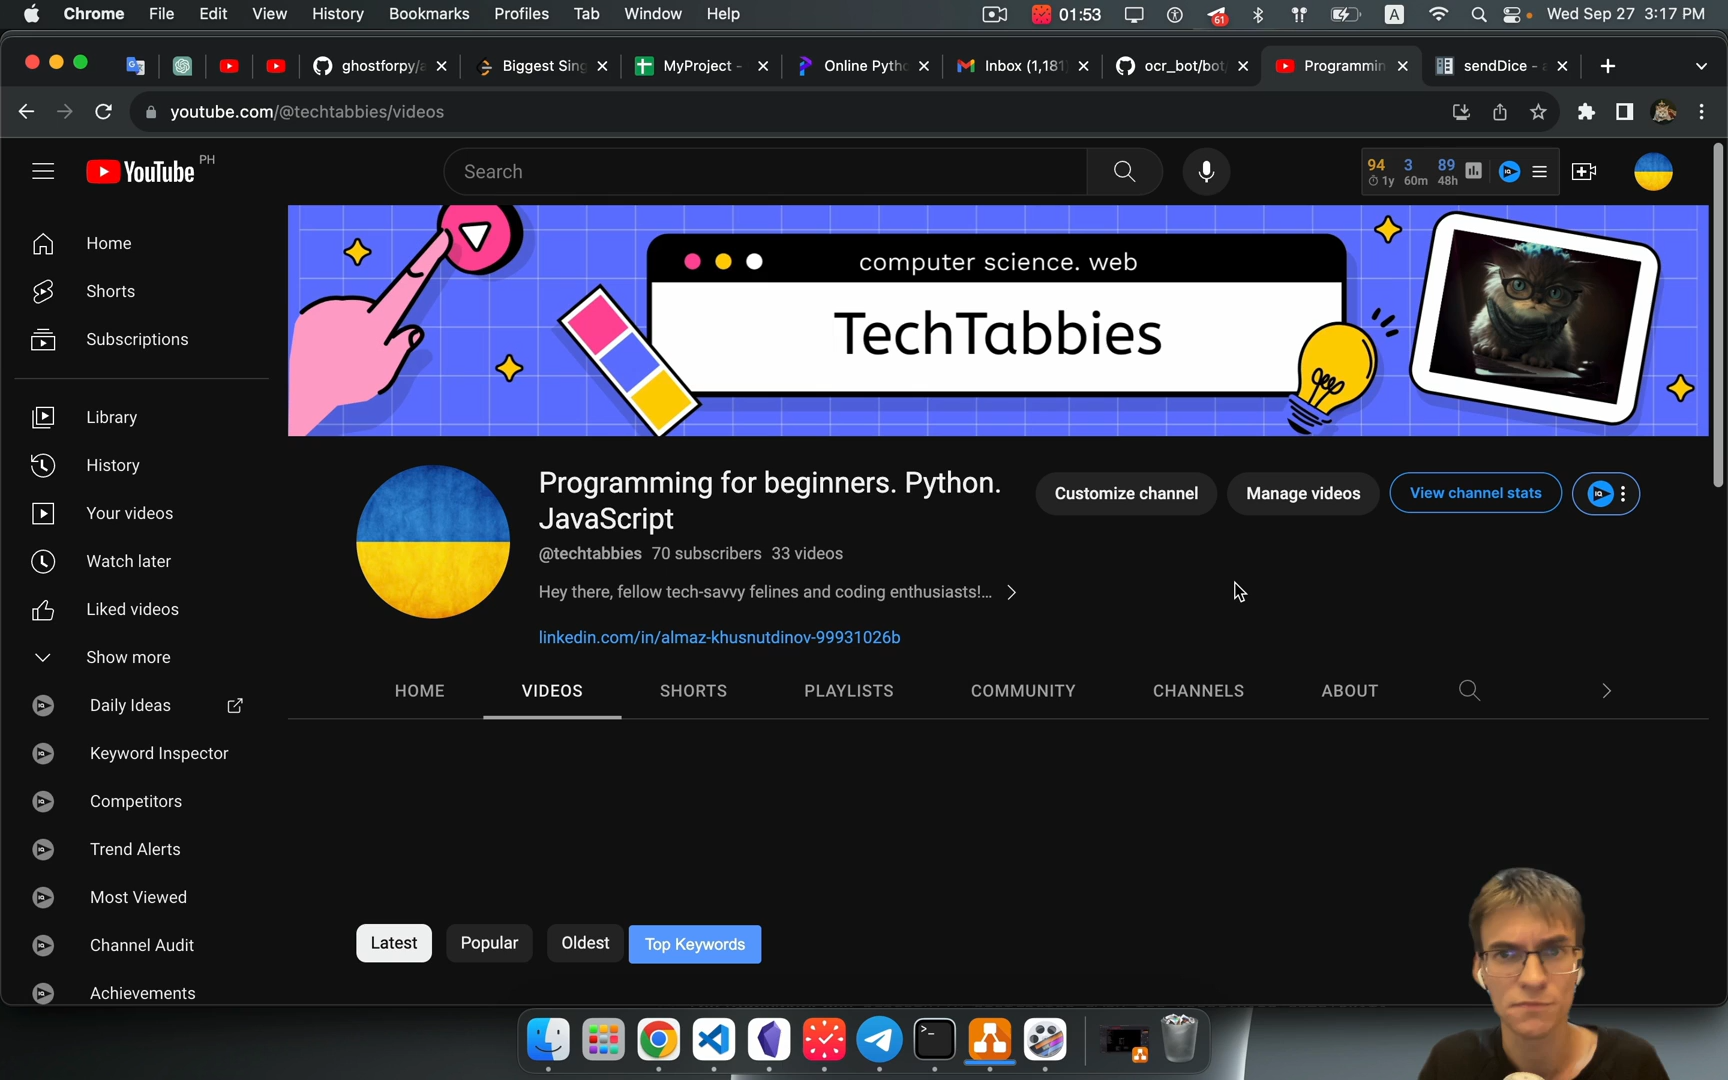 Chrome File Edit View History Bookmarks Profiles Tab Window Help 01:53 61 A Wed Sep 27 3:17 PM
ghostforpy/a Biggest Sing MyProject - Online Pytho Inbox (1,181 ocr_bot/bot/ Programmin sendDice - a
youtube.com/@techtabbies/videos
YouTube PH
Search
94 3 89
1y 60m 48h
Home
Shorts
Subscriptions
Library
History
Your videos
Watch later
Liked videos
Show more
Daily Ideas
Keyword Inspector
Competitors
Trend Alerts
Most Viewed
Channel Audit
Achievements
computer science. web
TechTabbies
Programming for beginners. Python.
JavaScript
Customize channel
Manage videos
View channel stats
@techtabbies 70 subscribers 33 videos
Hey there, fellow tech-savvy felines and coding enthusiasts!...
linkedin.com/in/almaz-khusnutdinov-99931026b
HOME VIDEOS SHORTS PLAYLISTS COMMUNITY CHANNELS ABOUT
Latest Popular Oldest Top Keywords